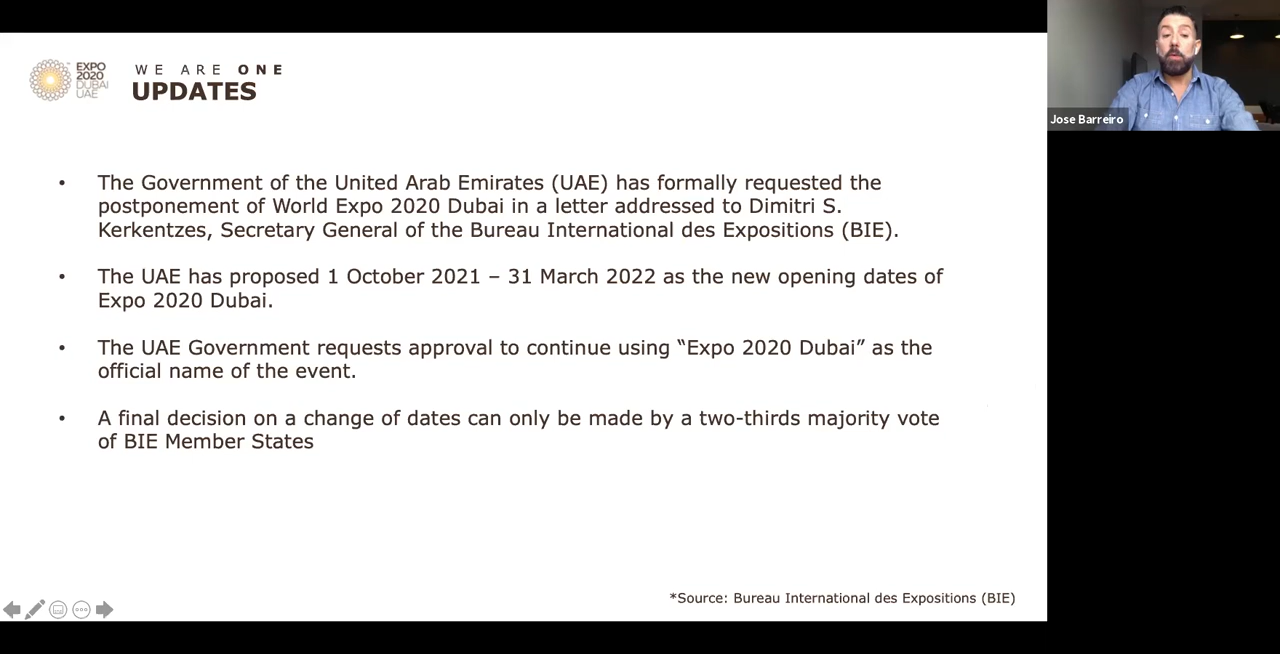 EXPO
2020
DUBAI
UAE
WE ARE ONE
UPDATES
Jose Barreiro
• The Government of the United Arab Emirates (UAE) has formally requested the
postponement of World Expo 2020 Dubai in a letter addressed to Dimitri S.
Kerkentzes, Secretary General of the Bureau International des Expositions (BIE).
• The UAE has proposed 1 October 2021 – 31 March 2022 as the new opening dates of
Expo 2020 Dubai.
• The UAE Government requests approval to continue using “Expo 2020 Dubai” as the
official name of the event.
• A final decision on a change of dates can only be made by a two-thirds majority vote
of BIE Member States
*Source: Bureau International des Expositions (BIE)